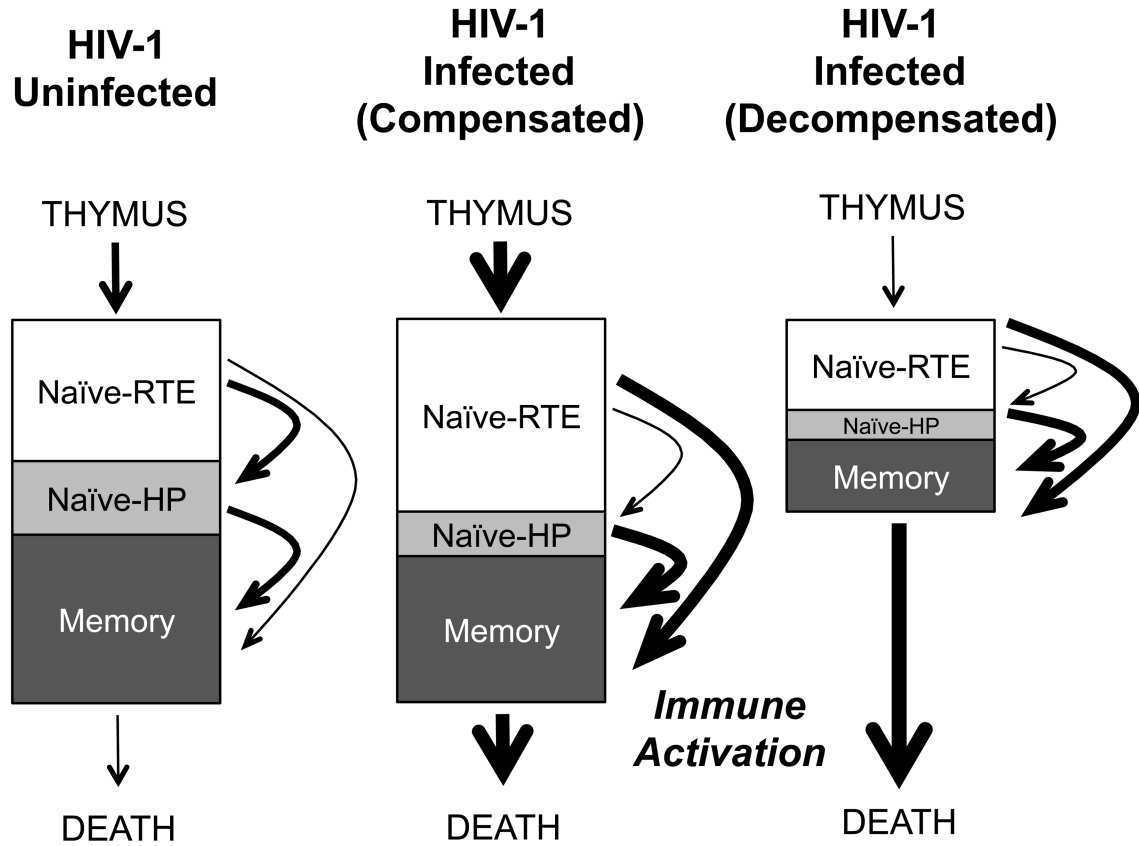 HIV-1
Uninfected
HIV-1
Infected
(Compensated)
HIV-1
Infected
(Decompensated)
THYMUS
Naïve-RTE
Naïve-HP
Memory
DEATH
THYMUS
Naïve-RTE
Naïve-HP
Memory
DEATH
Immune
Activation
THYMUS
Naïve-RTE
Naïve-HP
Memory
DEATH